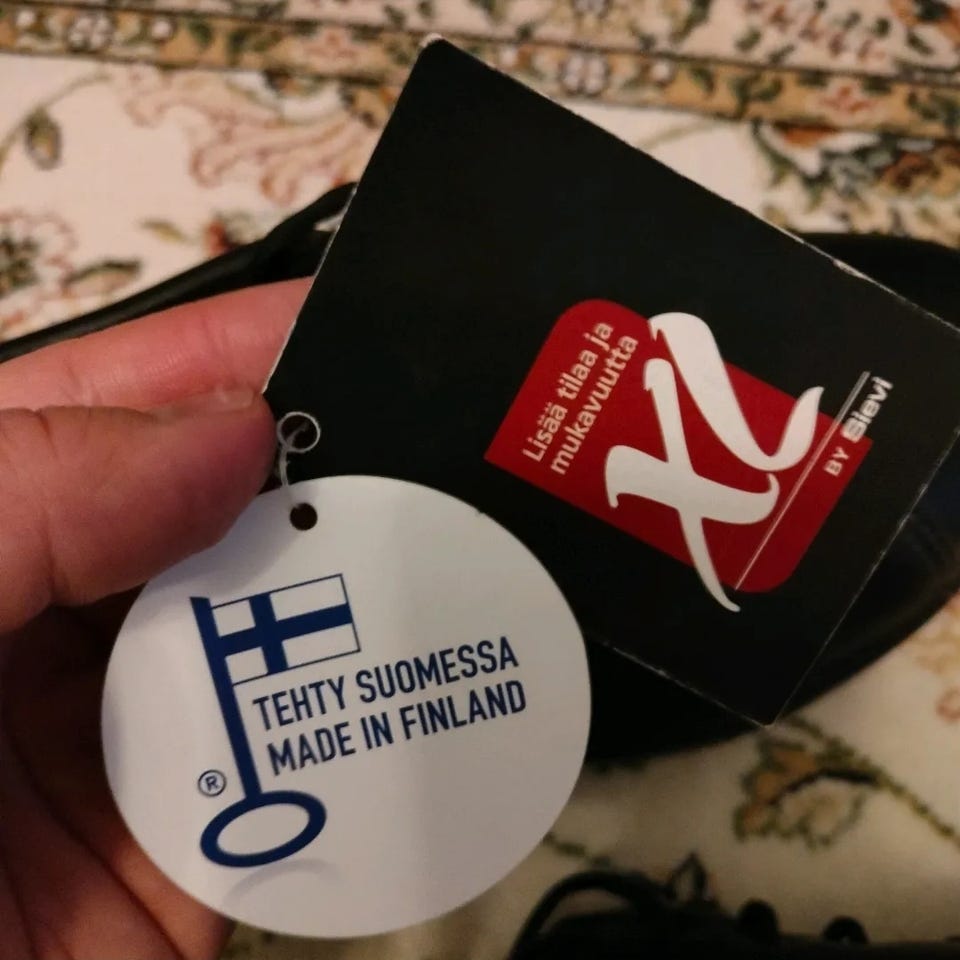 Lisää tilaa ja
mukavuutta
XL
BY Sievi
TEHTY SUOMESSA
MADE IN FINLAND
®